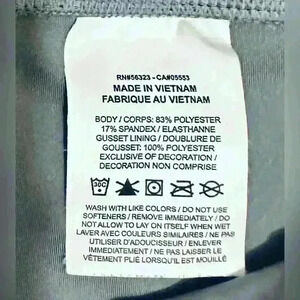 RN#56323 - CA#05553
MADE IN VIETNAM
FABRIQUE AU VIETNAM
BODY / CORPS: 83% POLYESTER
17% SPANDEX / ELASTHANNE
GUSSET LINING / DOUBLURE DE
GOUSSET: 100% POLYESTER
EXCLUSIVE OF DECORATION /
DECORATION NON COMPRISE
30C
WASH WITH LIKE COLORS / DO NOT USE
SOFTENERS / REMOVE IMMEDIATELY / DO
NOT ALLOW TO LAY ON ITSELF WHEN WET
LAVER AVEC COULEURS SIMILAIRES / NE PAS
UTILISER D'ADOUCISSEUR / ENLEVER
IMMÉDIATEMENT / NE PAS LAISSER LE
VÊTEMENT PLIÉ LORSQU'IL EST MOUILLÉ